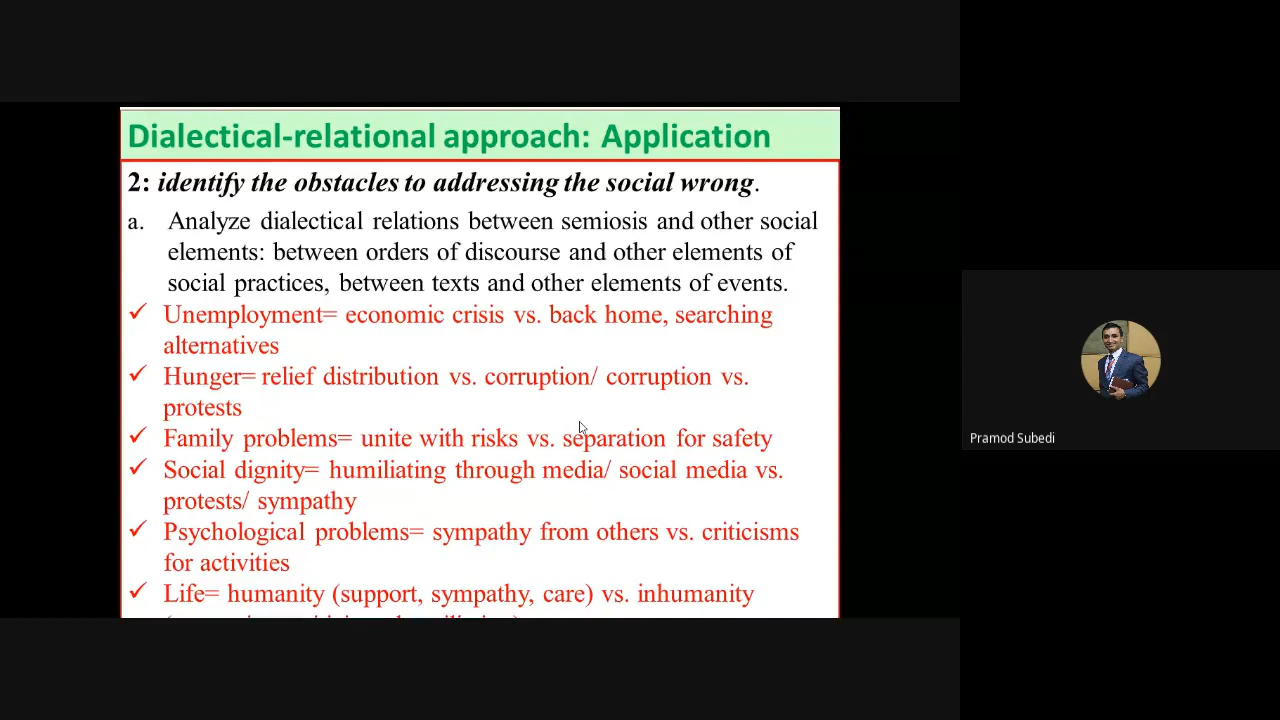 Dialectical-relational approach: Application
2: identify the obstacles to addressing the social wrong.
a. Analyze dialectical relations between semiosis and other social
elements: between orders of discourse and other elements of
social practices, between texts and other elements of events.
✓ Unemployment= economic crisis vs. back home, searching
alternatives
✓ Hunger= relief distribution vs. corruption/ corruption vs.
protests
✓ Family problems= unite with risks vs. separation for safety
✓ Social dignity= humiliating through media/ social media vs.
protests/ sympathy
✓ Psychological problems= sympathy from others vs. criticisms
for activities
✓ Life= humanity (support, sympathy, care) vs. inhumanity
Pramod Subedi